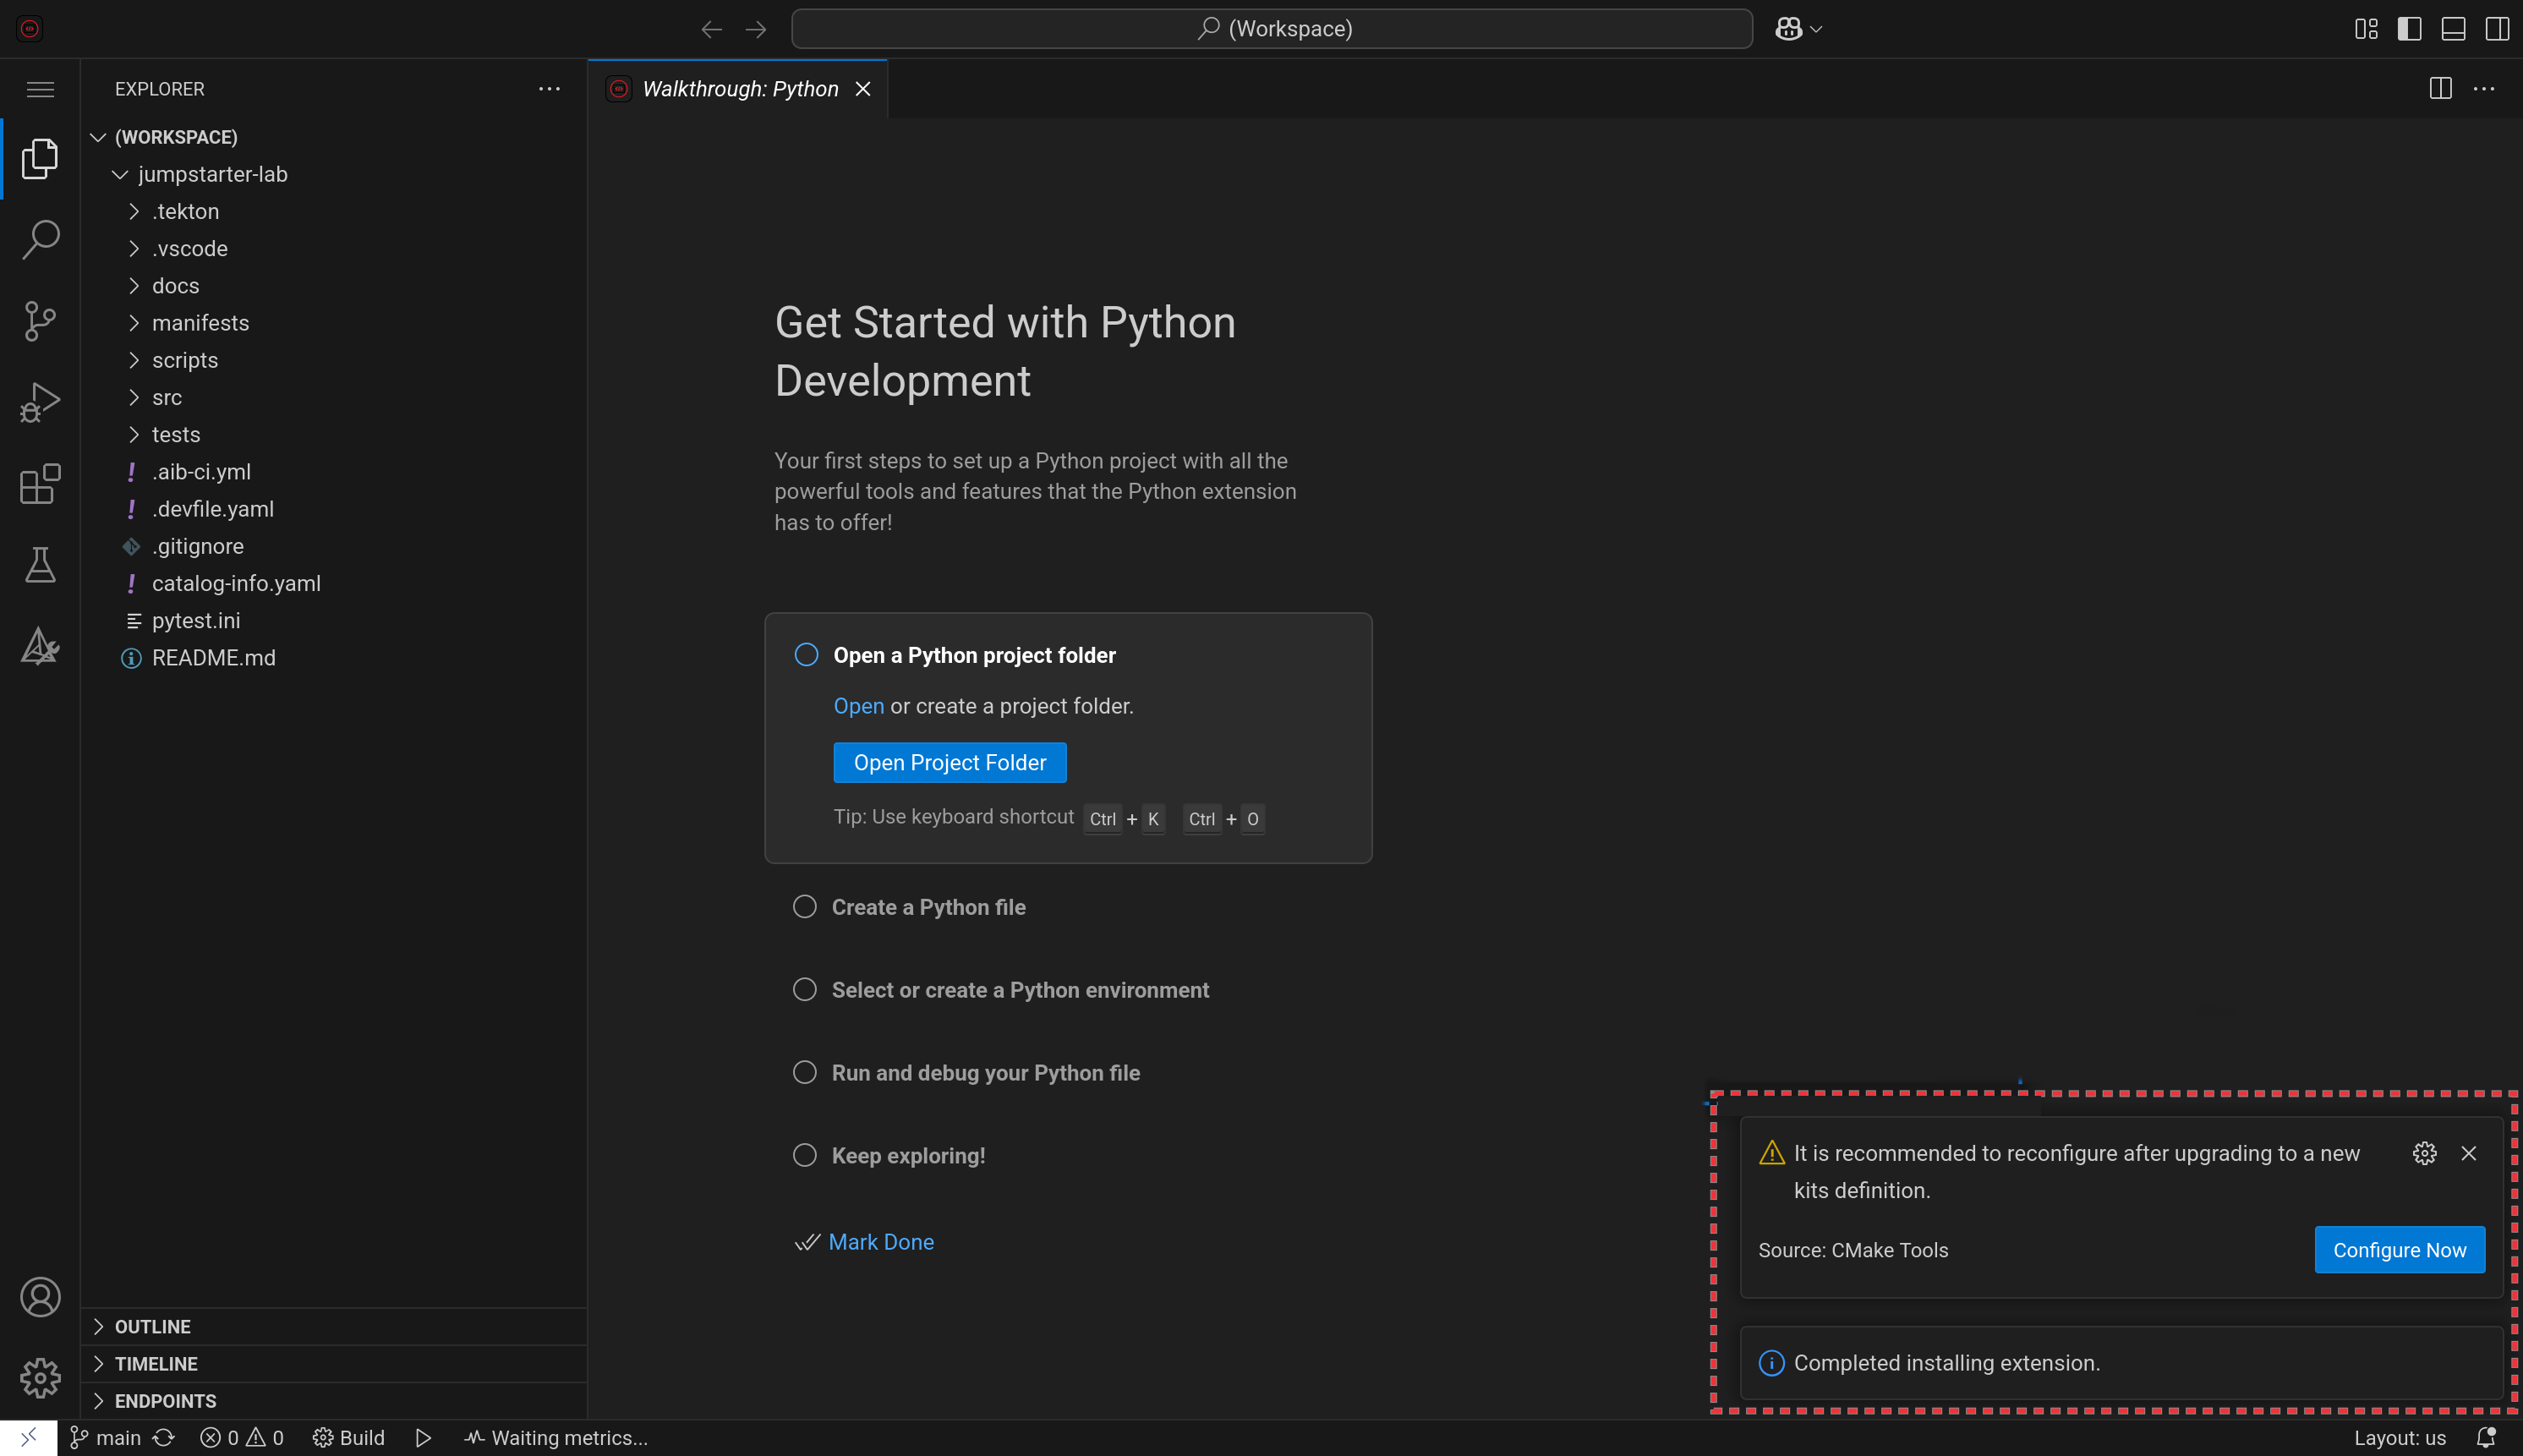 (Workspace)
EXPLORER
Walkthrough: Python
(WORKSPACE)
jumpstarter-lab
.tekton
.vscode
docs
manifests
scripts
src
tests
.aib-ci.yml
.devfile.yaml
.gitignore
catalog-info.yaml
pytest.ini
README.md
OUTLINE
TIMELINE
ENDPOINTS
Get Started with Python
Development
Your first steps to set up a Python project with all the
powerful tools and features that the Python extension
has to offer!
Open a Python project folder
Open or create a project folder.
Open Project Folder
Tip: Use keyboard shortcut Ctrl + K Ctrl + O
Create a Python file
Select or create a Python environment
Run and debug your Python file
Keep exploring!
Mark Done
It is recommended to reconfigure after upgrading to a new
kits definition.
Source: CMake Tools
Configure Now
Completed installing extension.
main 0 0 Build Waiting metrics... Layout: us